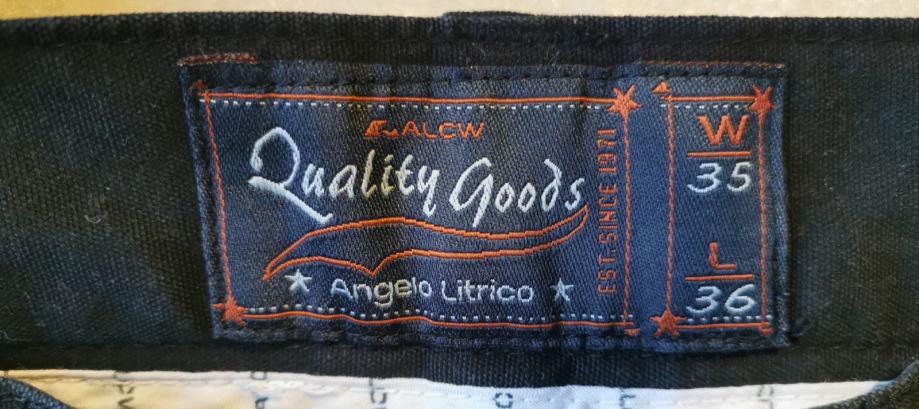 ALCW
Quality Goods
Angelo Litrico
EST. SINCE 1971
W
35
L
36